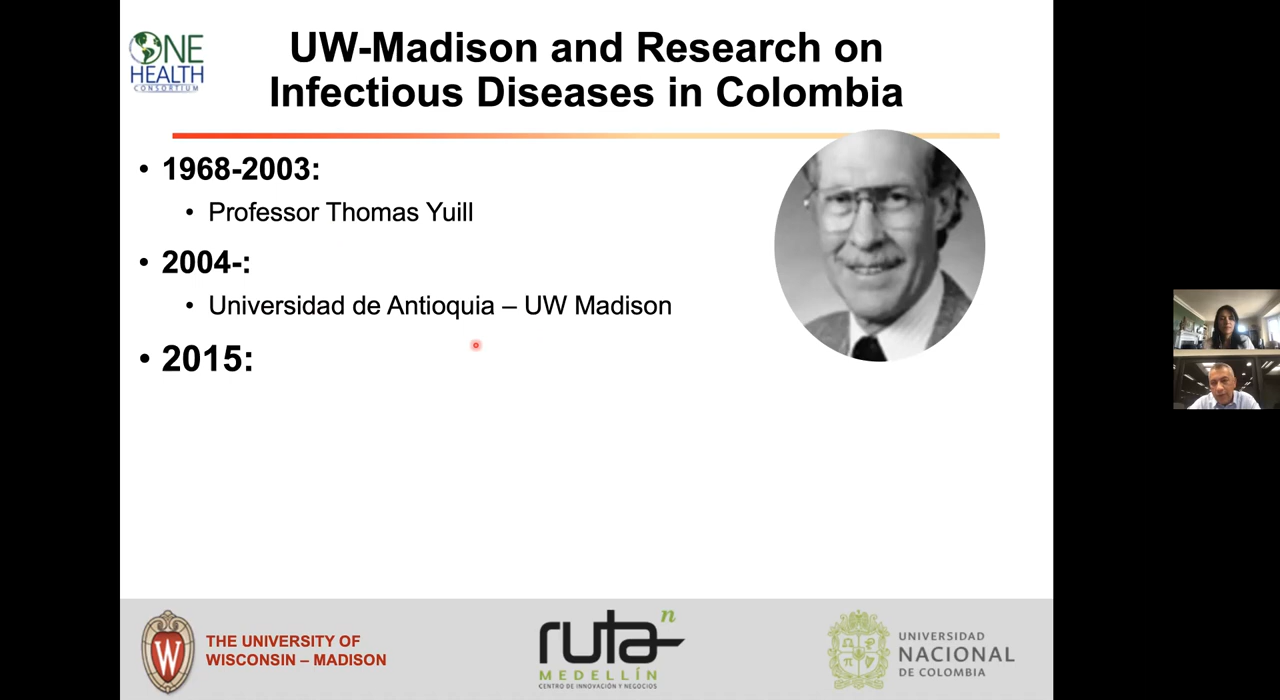 ONE
HEALTH
CONSORTIUM
UW-Madison and Research on
Infectious Diseases in Colombia
• 1968-2003:
• Professor Thomas Yuill
• 2004-:
• Universidad de Antioquia – UW Madison
• 2015:
W
THE UNIVERSITY OF
WISCONSIN – MADISON
ruta n
MEDELLÍN
CENTRO DE INNOVACIÓN Y NEGOCIOS
UNIVERSIDAD
NACIONAL
DE COLOMBIA